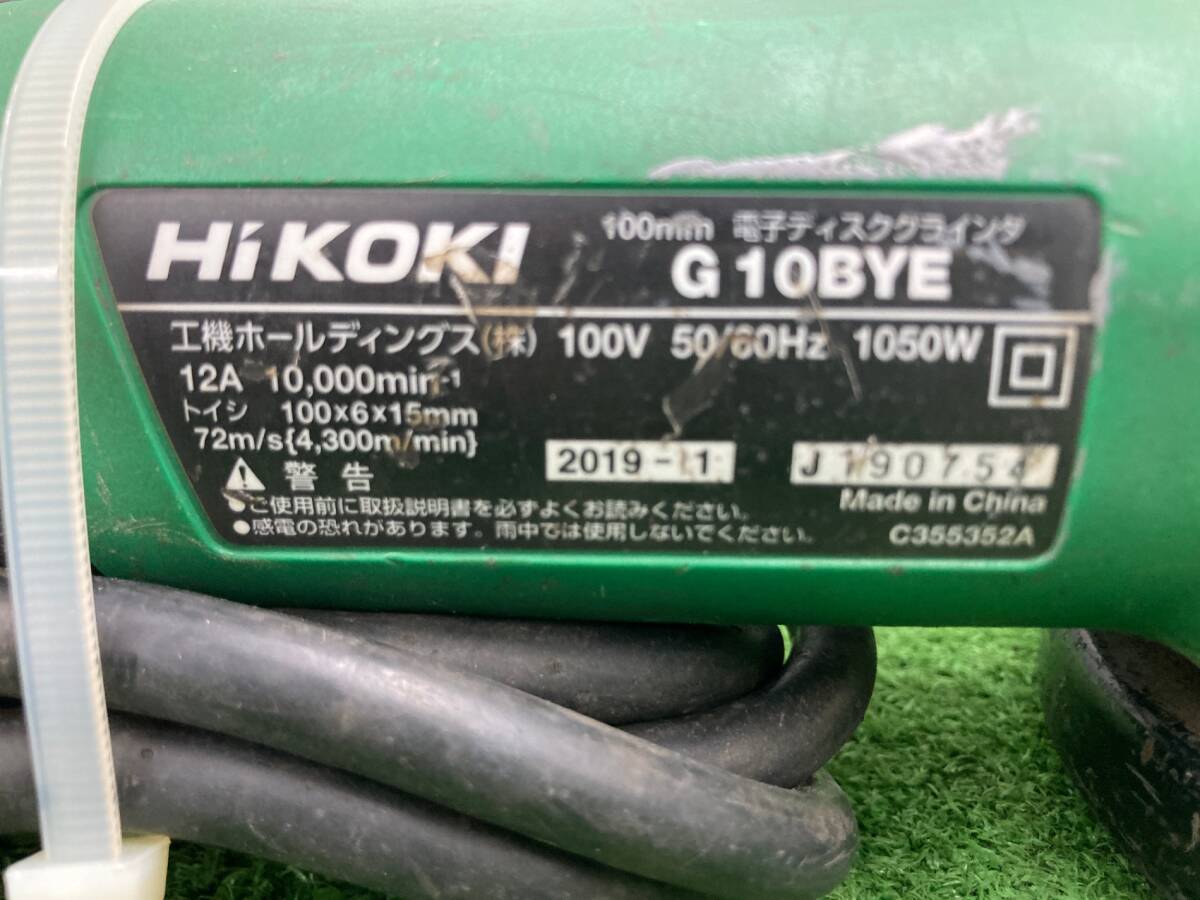 HiKOKI 100mm 電子ディスクグラインダ
G 10BYE
工機ホールディングス(株) 100V 50/60Hz 1050W
12A 10,000min-1
トイシ 100×6×15mm
72m/s{4,300m/min}
2019-11 J 190754
警告 Made in China
●ご使用前に取扱説明書を必ずよくお読みください。
●感電の恐れがあります。雨中では使用しないでください。 C355352A